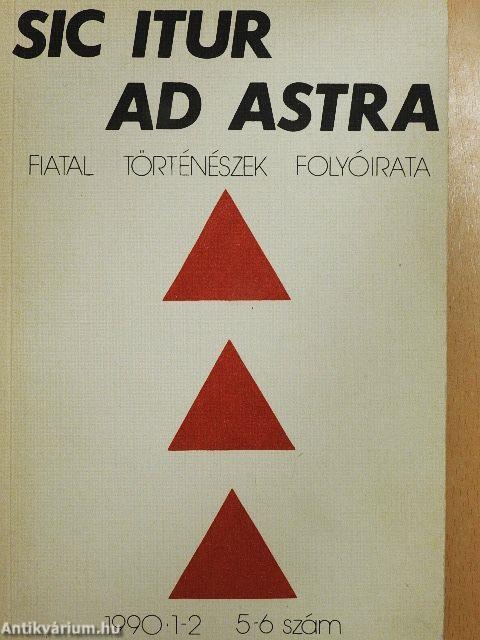 SIC ITUR
AD ASTRA
FIATAL TÖRTÉNÉSZEK FOLYÓIRATA
1990·1-2 5-6 szám
Antikvárium.hu